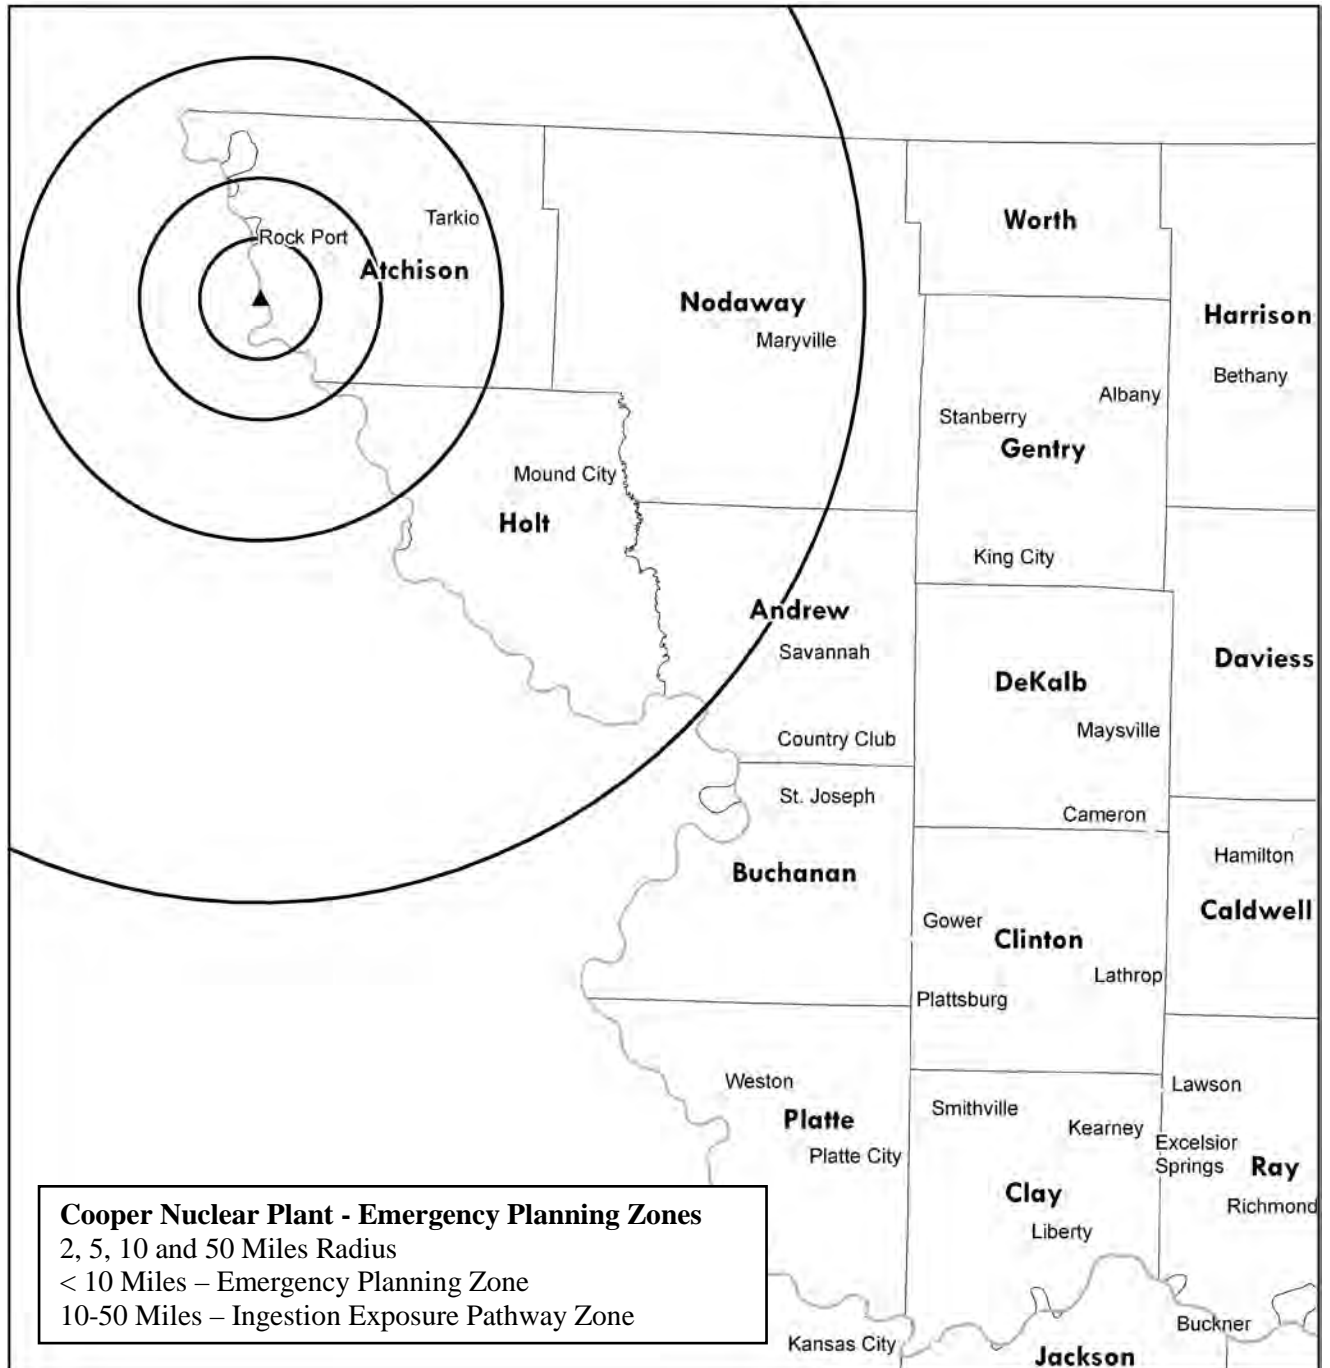 Tarkio
Rock Port
Atchison
Worth
Nodaway
Maryville
Harrison
Bethany
Albany
Stanberry
Gentry
Mound City
Holt
King City
Andrew
Savannah
Daviess
DeKalb
Maysville
Country Club
St. Joseph
Cameron
Hamilton
Buchanan
Caldwell
Gower
Clinton
Lathrop
Plattsburg
Weston
Lawson
Smithville
Platte
Kearney
Platte City
Excelsior
Springs
Ray
Clay
Richmond
Liberty
Cooper Nuclear Plant - Emergency Planning Zones
2, 5, 10 and 50 Miles Radius
< 10 Miles – Emergency Planning Zone
10-50 Miles – Ingestion Exposure Pathway Zone
Buckner
Kansas City
Jackson